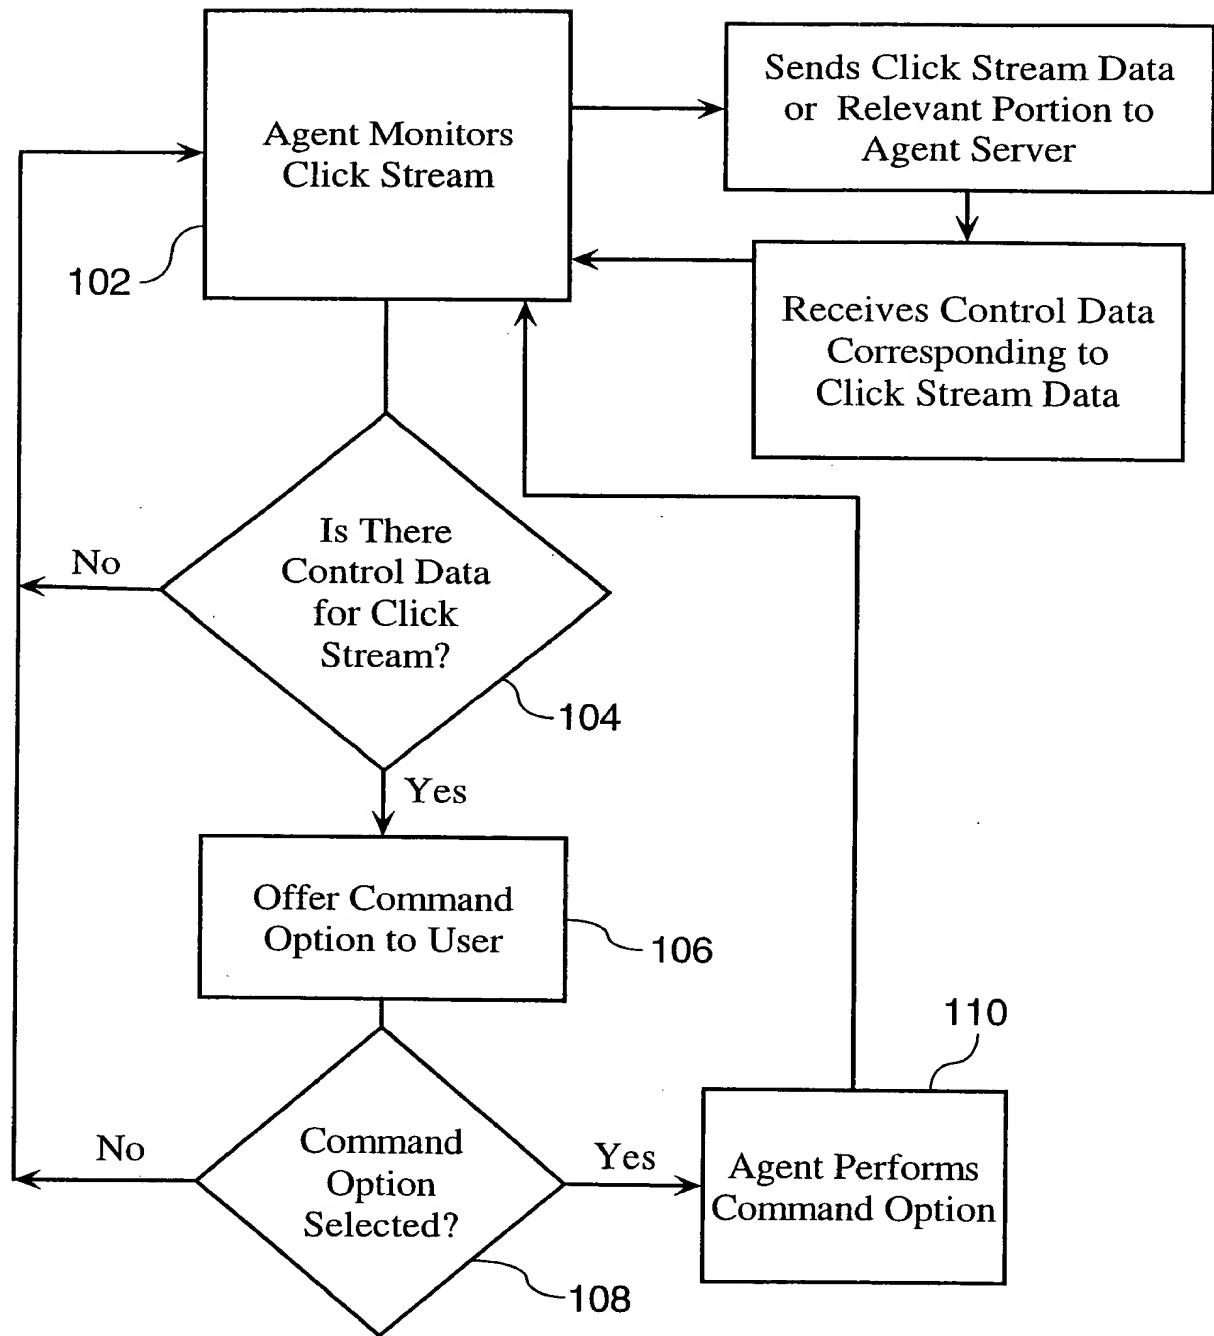 Agent Monitors
Click Stream
102
Sends Click Stream Data
or Relevant Portion to
Agent Server
Receives Control Data
Corresponding to
Click Stream Data
Is There
Control Data
for Click
Stream?
No
104
Yes
Offer Command
Option to User
106
Command
Option
Selected?
No
Yes
108
110
Agent Performs
Command Option